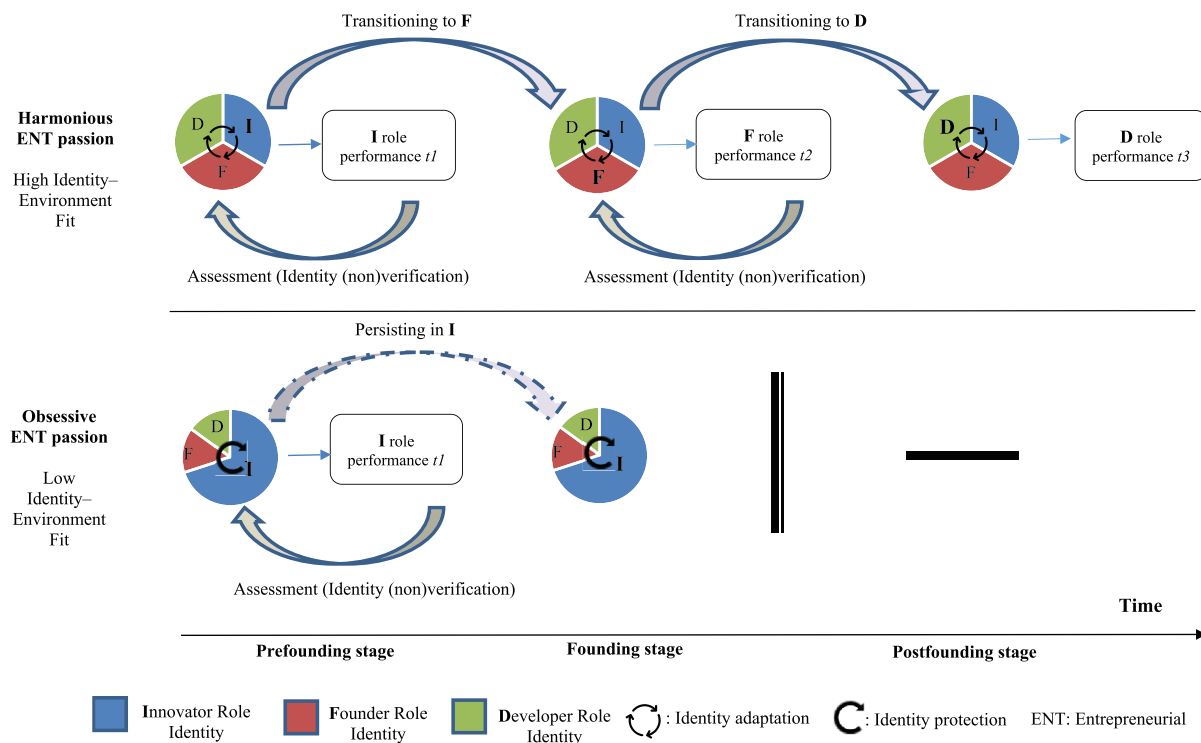 Transitioning to F
Transitioning to D
Harmonious
ENT passion
High Identity–
Environment
Fit
D
I
F
I role
performance t1
D
I
F
F role
performance t2
D
I
F
D role
performance t3
Assessment (Identity (non)verification)
Assessment (Identity (non)verification)
Persisting in I
Obsessive
ENT passion
Low
Identity–
Environment
Fit
D
F
I
I role
performance t1
D
F
I
Assessment (Identity (non)verification)
Time
Prefounding stage
Founding stage
Postfounding stage
Innovator Role
Identity
Founder Role
Identity
Developer Role
Identity
: Identity adaptation
: Identity protection
ENT: Entrepreneurial